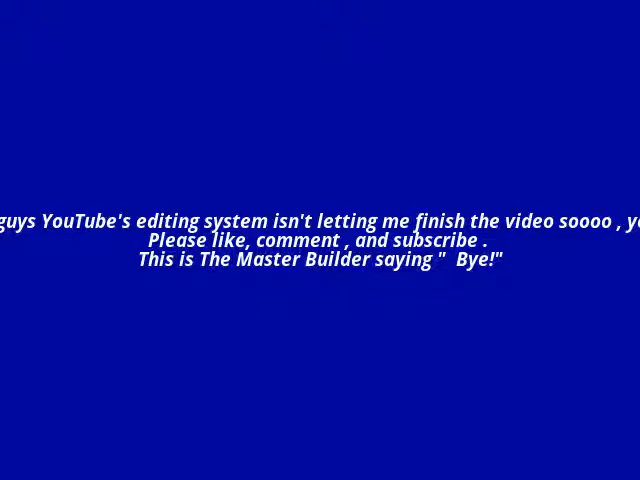 guys YouTube's editing system isn't letting me finish the video soooo , 
Please like, comment , and subscribe .
This is The Master Builder saying "  Bye!"